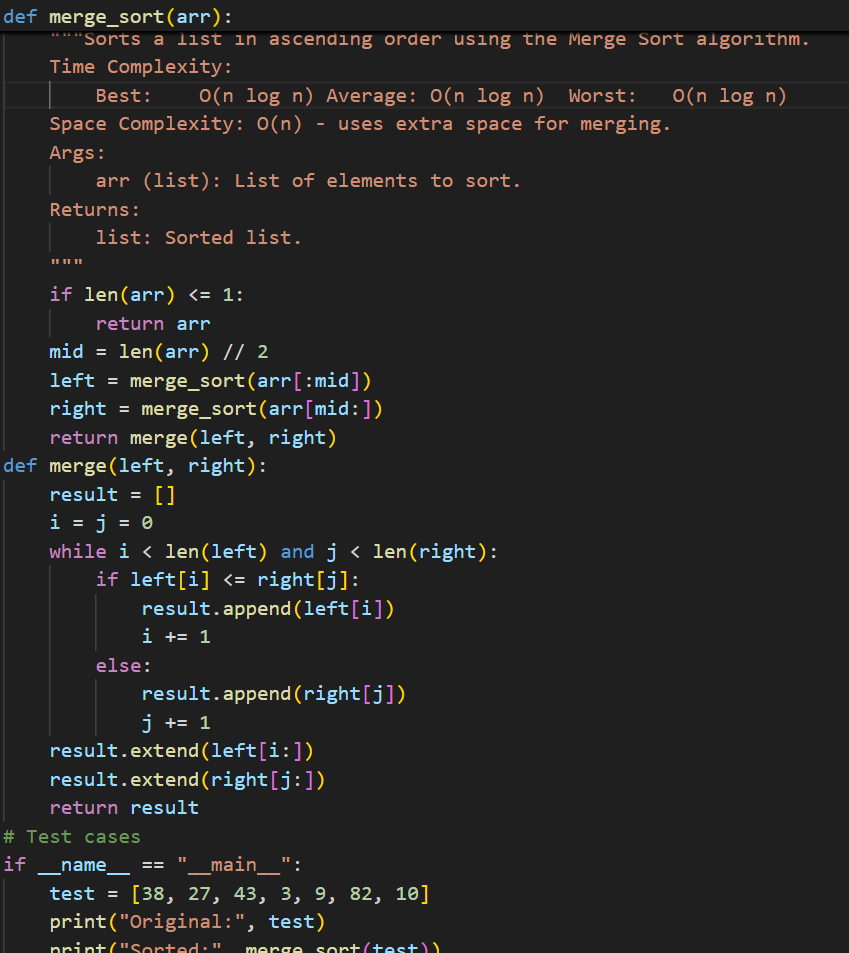 def merge_sort(arr):
    """Sorts a list in ascending order using the Merge Sort algorithm.
    Time Complexity:
        Best:    O(n log n) Average: O(n log n)  Worst:   O(n log n)
    Space Complexity: O(n) - uses extra space for merging.
    Args:
        arr (list): List of elements to sort.
    Returns:
        list: Sorted list.
    """
    if len(arr) <= 1:
        return arr
    mid = len(arr) // 2
    left = merge_sort(arr[:mid])
    right = merge_sort(arr[mid:])
    return merge(left, right)
def merge(left, right):
    result = []
    i = j = 0
    while i < len(left) and j < len(right):
        if left[i] <= right[j]:
            result.append(left[i])
            i += 1
        else:
            result.append(right[j])
            j += 1
    result.extend(left[i:])
    result.extend(right[j:])
    return result
# Test cases
if __name__ == "__main__":
    test = [38, 27, 43, 3, 9, 82, 10]
    print("Original:", test)
    print("Sorted:", merge_sort(test))